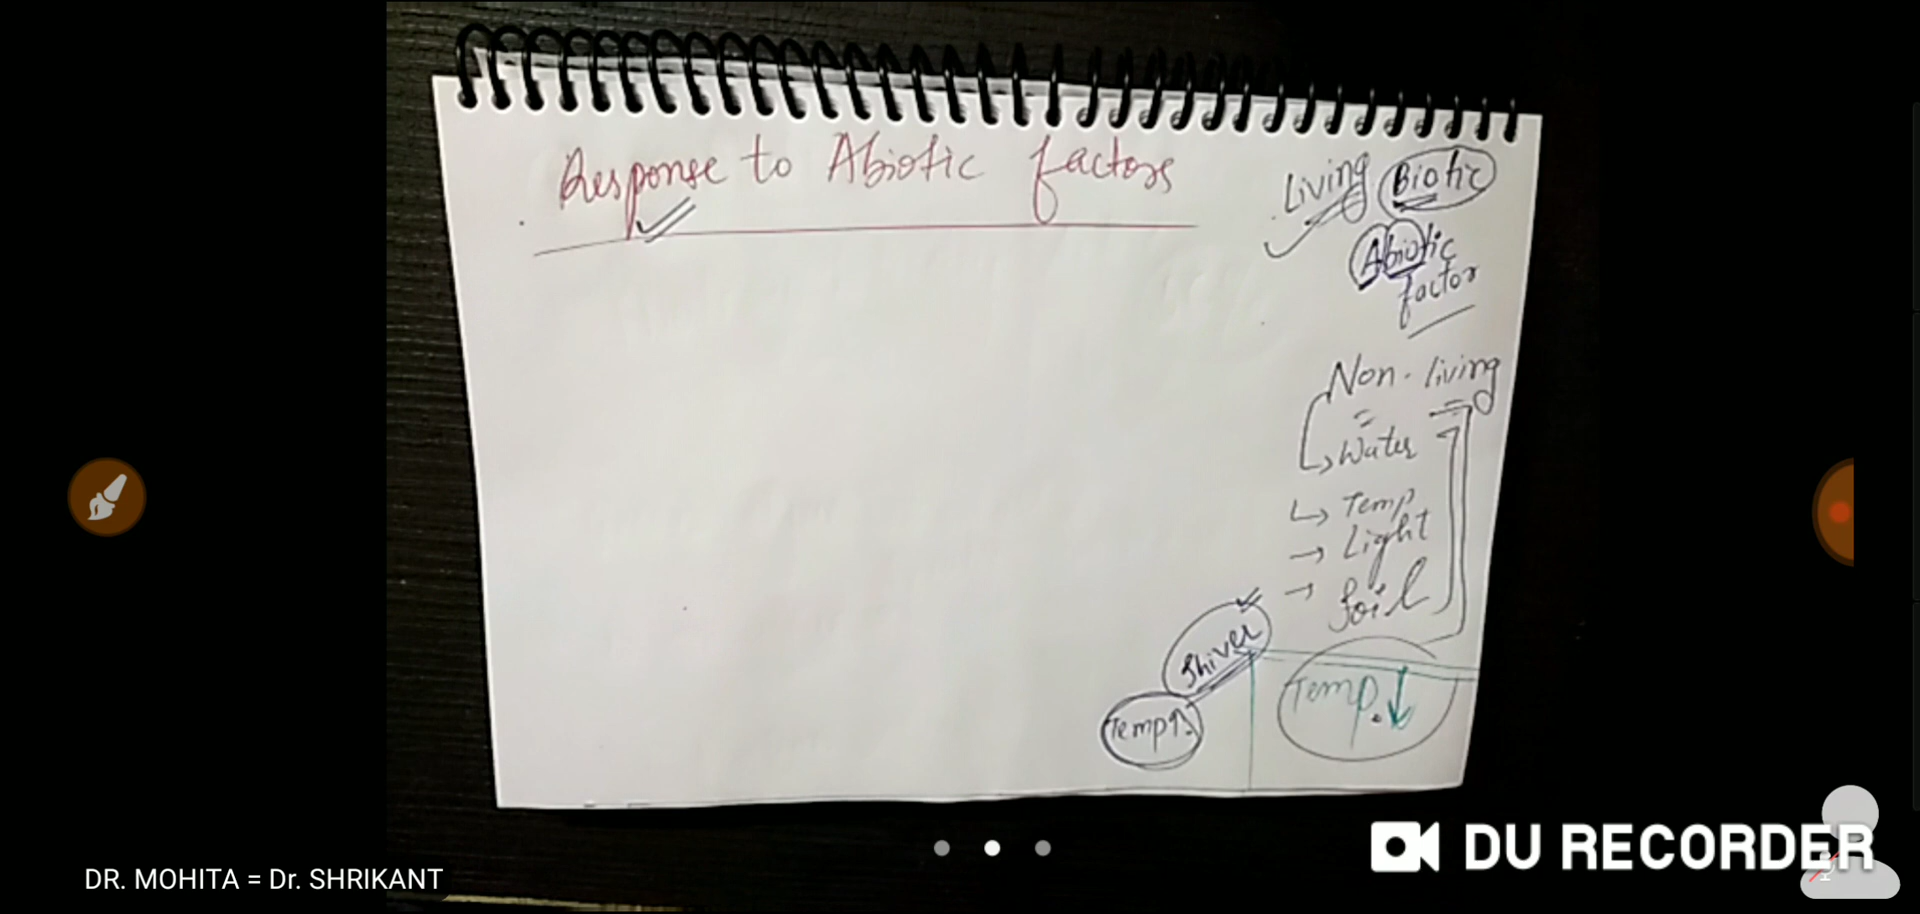 Response to Abiotic factors
Living Biotic
Abiotic
factor
Non-living
Water
Temp
Light
Soil
Shiver
Temp↑
Temp.↓
DU RECORDER
DR. MOHITA = Dr. SHRIKANT